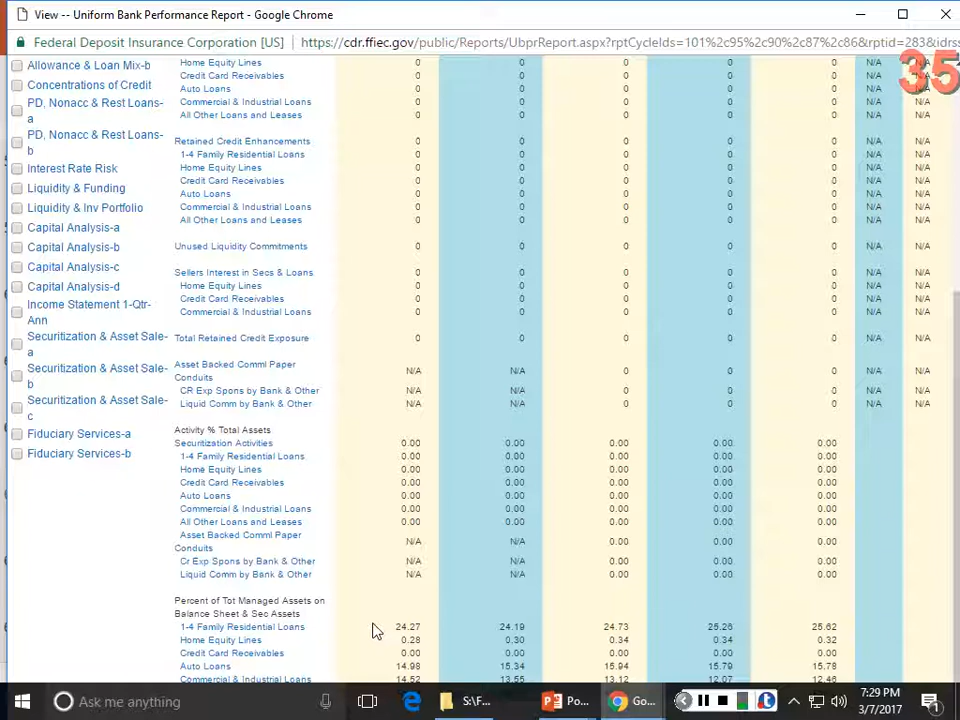 View -- Uniform Bank Performance Report - Google Chrome
Federal Deposit Insurance Corporation [US] https://cdr.ffiec.gov/public/Reports/UbprReport.aspx?rptCycleIds=101%2c95%2c90%2c87%2c86&rptid=283&idrss
35
Allowance & Loan Mix-b
Concentrations of Credit
PD, Nonacc & Rest Loans-
a
PD, Nonacc & Rest Loans-
b
Interest Rate Risk
Liquidity & Funding
Liquidity & Inv Portfolio
Capital Analysis-a
Capital Analysis-b
Capital Analysis-c
Capital Analysis-d
Income Statement 1-Qtr-
Ann
Securitization & Asset Sale-
a
Securitization & Asset Sale-
b
Securitization & Asset Sale-
c
Fiduciary Services-a
Fiduciary Services-b
Home Equity Lines 0 0 0 0 0 N/A N/A
Credit Card Receivables 0 0 0 0 0 N/A N/A
Auto Loans 0 0 0 0 0 N/A N/A
Commercial & Industrial Loans 0 0 0 0 0 N/A N/A
All Other Loans and Leases 0 0 0 0 0 N/A N/A
Retained Credit Enhancements 0 0 0 0 0 N/A N/A
1-4 Family Residential Loans 0 0 0 0 0 N/A N/A
Home Equity Lines 0 0 0 0 0 N/A N/A
Credit Card Receivables 0 0 0 0 0 N/A N/A
Auto Loans 0 0 0 0 0 N/A N/A
Commercial & Industrial Loans 0 0 0 0 0 N/A N/A
All Other Loans and Leases 0 0 0 0 0 N/A N/A
Unused Liquidity Commitments 0 0 0 0 0 N/A N/A
Sellers Interest in Secs & Loans 0 0 0 0 0 N/A N/A
Home Equity Lines 0 0 0 0 0 N/A N/A
Credit Card Receivables 0 0 0 0 0 N/A N/A
Commercial & Industrial Loans 0 0 0 0 0 N/A N/A
Total Retained Credit Exposure 0 0 0 0 0 N/A N/A
Asset Backed Comml Paper
Conduits N/A N/A 0 0 0 N/A N/A
CR Exp Spons by Bank & Other N/A N/A 0 0 0 N/A N/A
Liquid Comm by Bank & Other N/A N/A 0 0 0 N/A N/A
Activity % Total Assets
Securitization Activities 0.00 0.00 0.00 0.00 0.00
1-4 Family Residential Loans 0.00 0.00 0.00 0.00 0.00
Home Equity Lines 0.00 0.00 0.00 0.00 0.00
Credit Card Receivables 0.00 0.00 0.00 0.00 0.00
Auto Loans 0.00 0.00 0.00 0.00 0.00
Commercial & Industrial Loans 0.00 0.00 0.00 0.00 0.00
All Other Loans and Leases 0.00 0.00 0.00 0.00 0.00
Asset Backed Comml Paper
Conduits N/A N/A 0.00 0.00 0.00
Cr Exp Spons by Bank & Other N/A N/A 0.00 0.00 0.00
Liquid Comm by Bank & Other N/A N/A 0.00 0.00 0.00
Percent of Tot Managed Assets on
Balance Sheet & Sec Assets
1-4 Family Residential Loans 24.27 24.19 24.73 25.26 25.62
Home Equity Lines 0.28 0.30 0.34 0.34 0.32
Credit Card Receivables 0.00 0.00 0.00 0.00 0.00
Auto Loans 14.98 15.34 15.94 15.79 15.78
Commercial & Industrial Loans 14.52 13.55 13.12 12.07 12.46
Ask me anything S:\F... Po... Go... 7:29 PM
3/7/2017
1